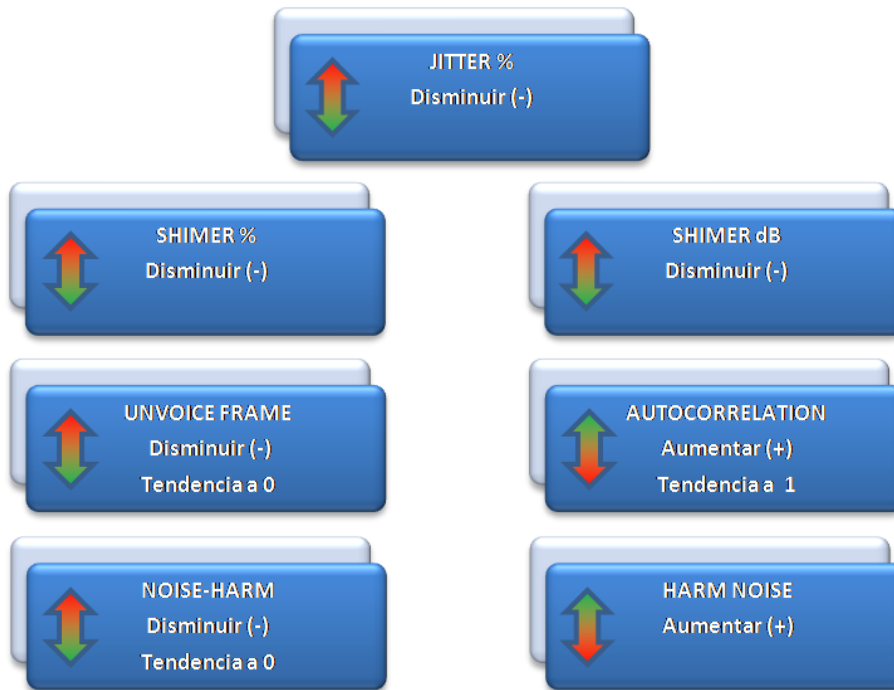 JITTER %
Disminuir (-)
SHIMER %
Disminuir (-)
SHIMER dB
Disminuir (-)
UNVOICE FRAME
Disminuir (-)
Tendencia a 0
AUTOCORRELATION
Aumentar (+)
Tendencia a 1
NOISE-HARM
Disminuir (-)
Tendencia a 0
HARM NOISE
Aumentar (+)